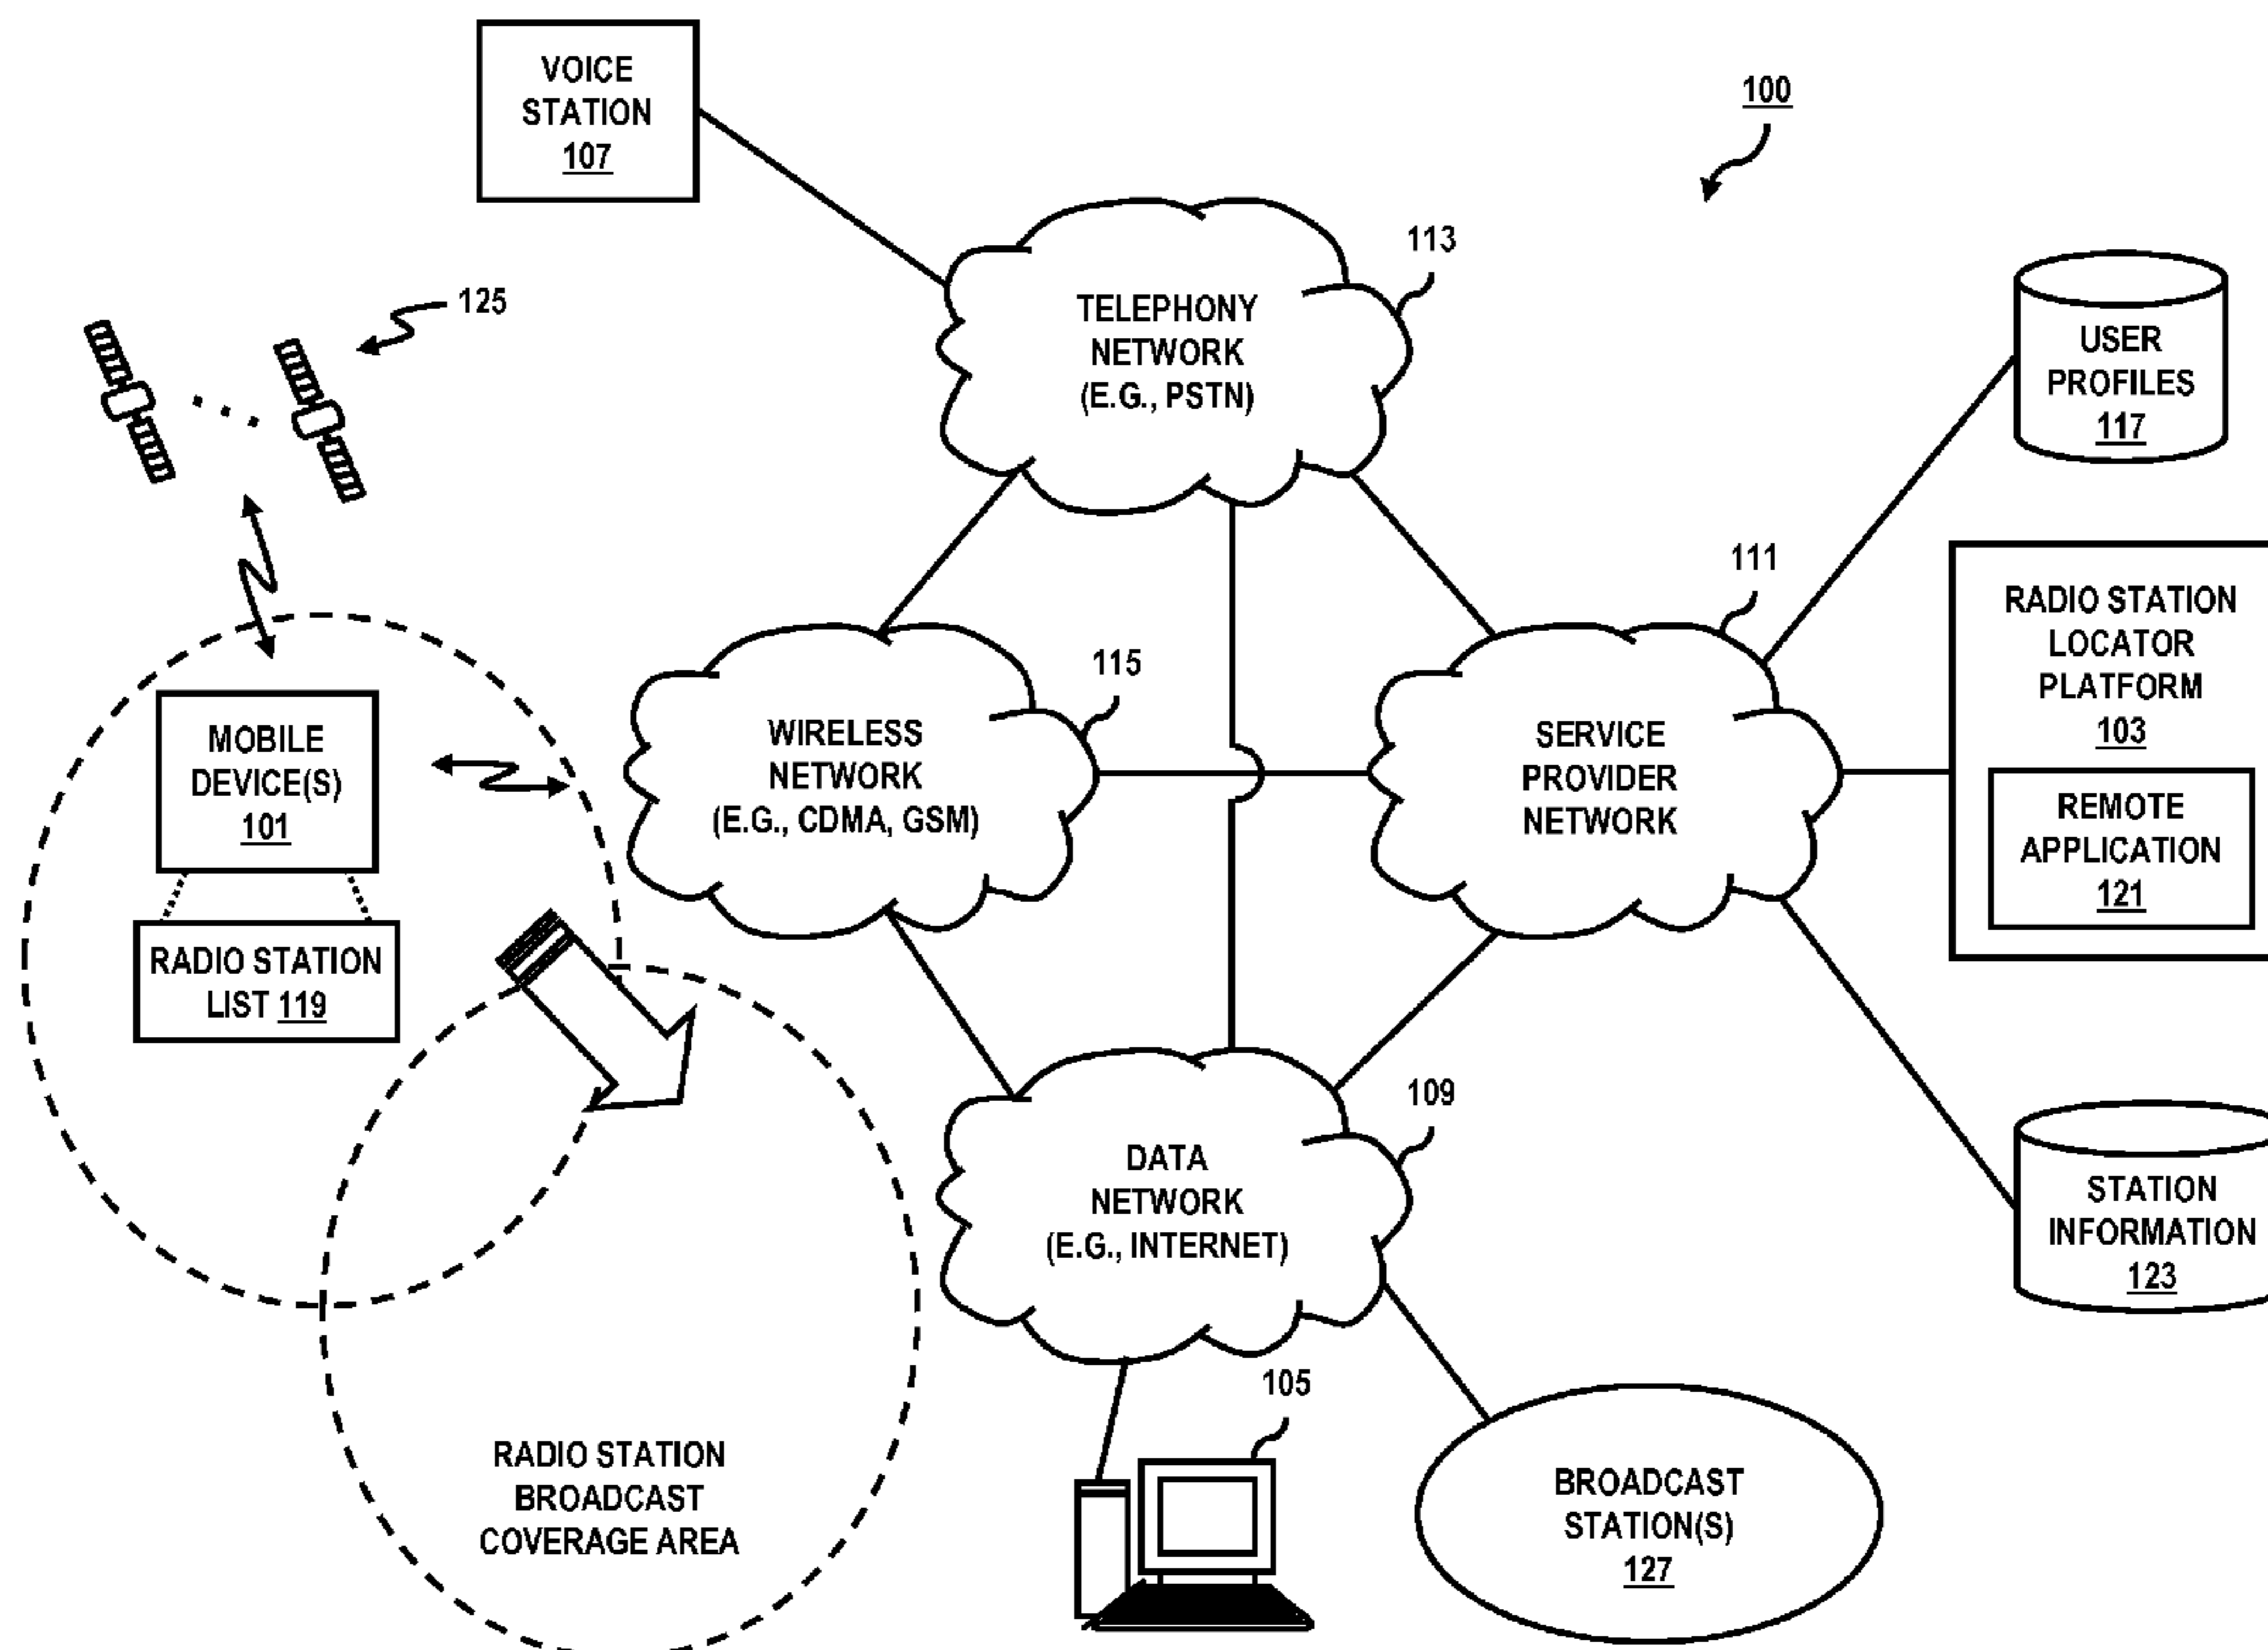 VOICE
STATION
107
100
113
125
TELEPHONY
NETWORK
(E.G., PSTN)
USER
PROFILES
117
111
RADIO STATION
LOCATOR
PLATFORM
103
REMOTE
APPLICATION
121
115
WIRELESS
NETWORK
(E.G., CDMA, GSM)
SERVICE
PROVIDER
NETWORK
MOBILE
DEVICE(S)
101
RADIO STATION
LIST 119
109
DATA
NETWORK
(E.G., INTERNET)
STATION
INFORMATION
123
105
RADIO STATION
BROADCAST
COVERAGE AREA
BROADCAST
STATION(S)
127